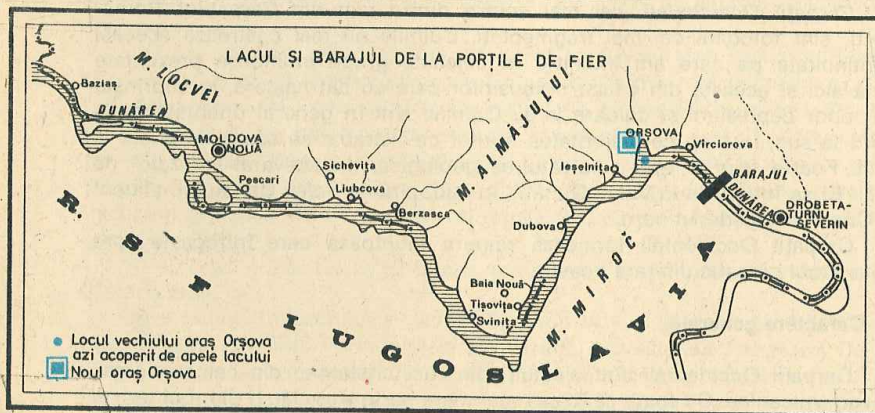 LACUL ȘI BARAJUL DE LA PORȚILE DE FIER
M. LOCVEI
Baziaș
DUNĂREA
MOLDOVA
NOUĂ
Pescari
Sichevița
Liubcova
Berzasca
M. ALMĂJULUI
Ieșelnița
ORȘOVA
Vîrciorova
BARAJUL
DUNĂREA
DROBETA-
TURNU
SEVERIN
Dubova
M. MIROC
Baia Nouă
Tișovița
Svinița
R. S. F. IUGOSLAVIA
Locul vechiului oraș Orșova
azi acoperit de apele lacului
Noul oraș Orșova